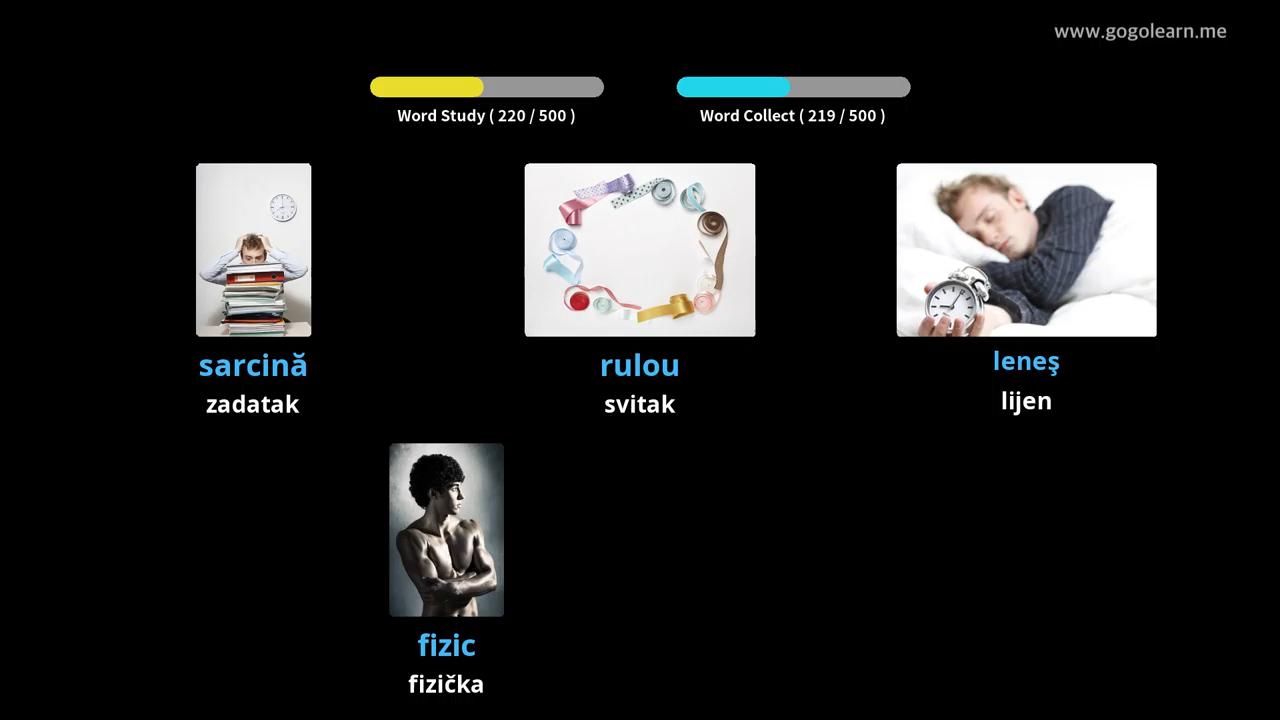 www.gogolearn.me
Word Study ( 220 / 500 )
Word Collect ( 219 / 500 )
sarcină
zadatak
rulou
svitak
leneş
lijen
fizic
fizička